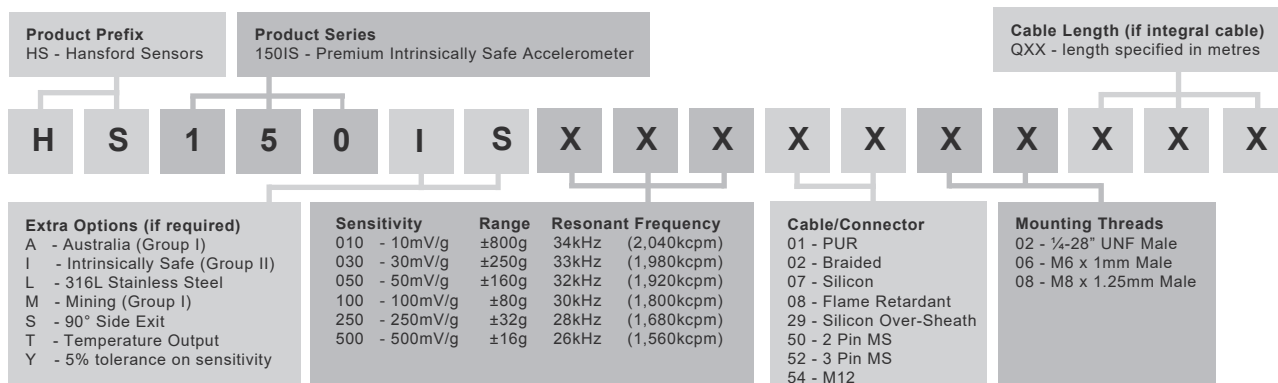 Product Prefix
HS - Hansford Sensors
Product Series
150IS - Premium Intrinsically Safe Accelerometer
Cable Length (if integral cable)
QXX - length specified in metres
H S 1 5 0 I S X X X X X X X X X X
Extra Options (if required)
A - Australia (Group I)
I - Intrinsically Safe (Group II)
L - 316L Stainless Steel
M - Mining (Group I)
S - 90° Side Exit
T - Temperature Output
Y - 5% tolerance on sensitivity
Sensitivity Range Resonant Frequency
010 - 10mV/g ±800g 34kHz (2,040kcpm)
030 - 30mV/g ±250g 33kHz (1,980kcpm)
050 - 50mV/g ±160g 32kHz (1,920kcpm)
100 - 100mV/g ±80g 30kHz (1,800kcpm)
250 - 250mV/g ±32g 28kHz (1,680kcpm)
500 - 500mV/g ±16g 26kHz (1,560kcpm)
Cable/Connector
01 - PUR
02 - Braided
07 - Silicon
08 - Flame Retardant
29 - Silicon Over-Sheath
50 - 2 Pin MS
52 - 3 Pin MS
54 - M12
Mounting Threads
02 - ¼-28” UNF Male
06 - M6 x 1mm Male
08 - M8 x 1.25mm Male